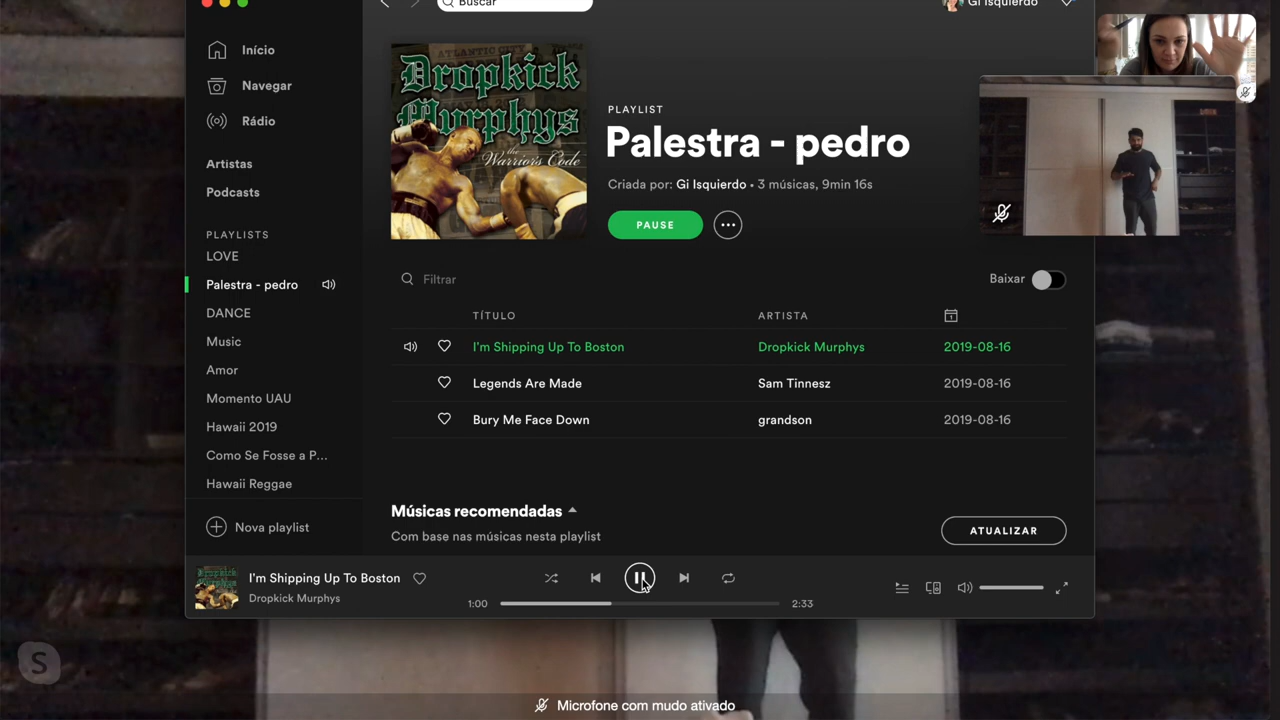 Buscar
Gi Isquierdo
Início
Navegar
Rádio
Artistas
Podcasts
PLAYLISTS
LOVE
Palestra - pedro
DANCE
Music
Amor
Momento UAU
Hawaii 2019
Como Se Fosse a P...
Hawaii Reggae
Nova playlist
ATLANTIC CITY
Dropkick
Murphys
the
Warrior's Code
PLAYLIST
Palestra - pedro
Criada por: Gi Isquierdo • 3 músicas, 9min 16s
PAUSE
Filtrar
Baixar
TÍTULO ARTISTA
I'm Shipping Up To Boston Dropkick Murphys 2019-08-16
Legends Are Made Sam Tinnesz 2019-08-16
Bury Me Face Down grandson 2019-08-16
Músicas recomendadas
Com base nas músicas nesta playlist
ATUALIZAR
I'm Shipping Up To Boston
Dropkick Murphys
1:00 2:33
S
Microfone com mudo ativado